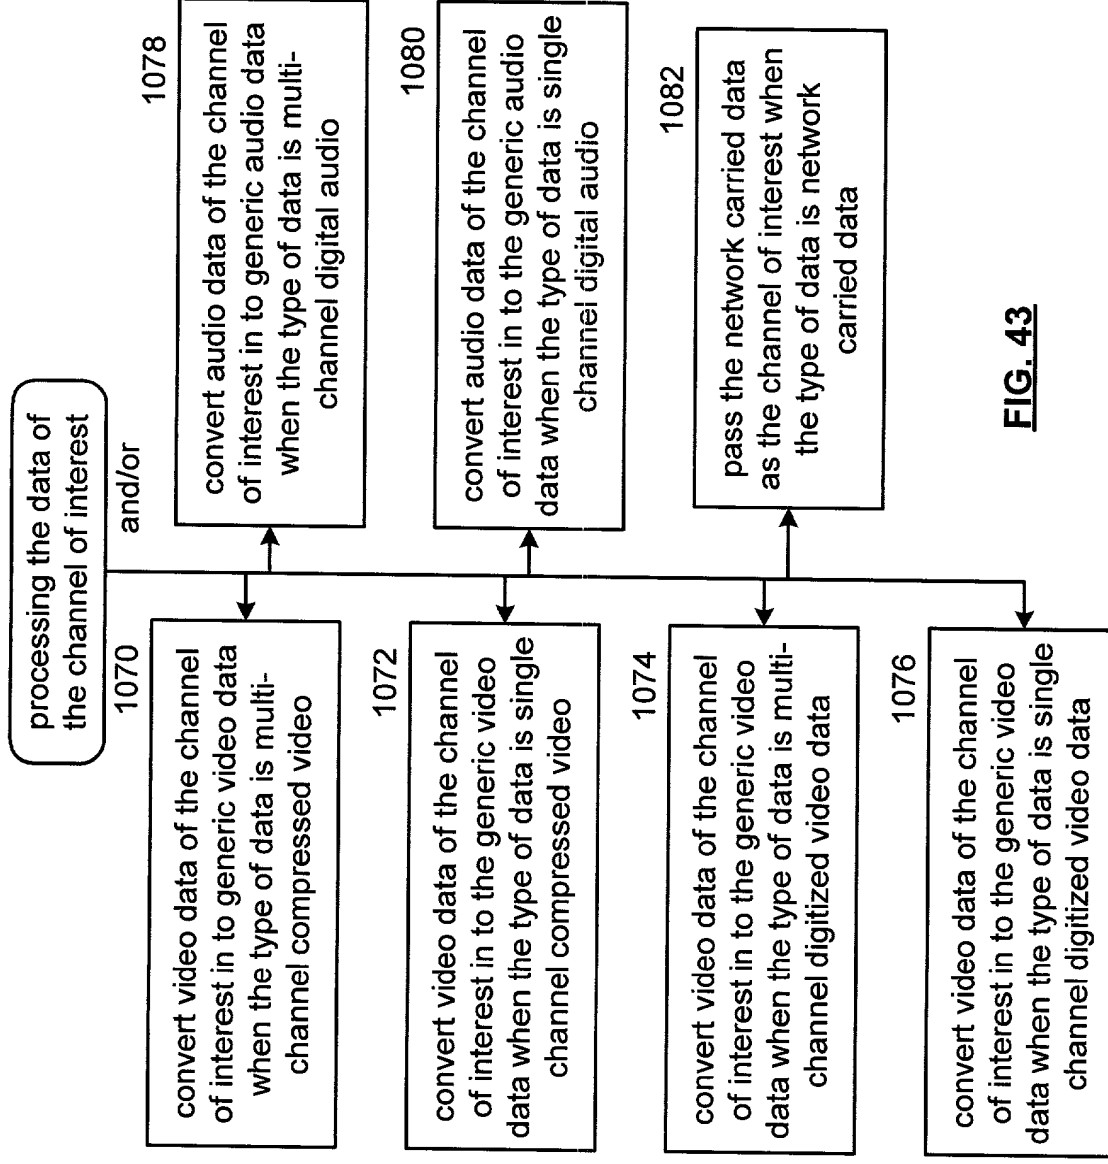 processing the data of
the channel of interest
and/or
1070
convert video data of the channel
of interest in to generic video data
when the type of data is multi-
channel compressed video
1072
convert video data of the channel
of interest in to the generic video
data when the type of data is single
channel compressed video
1074
convert video data of the channel
of interest in to the generic video
data when the type of data is multi-
channel digitized video data
1076
convert video data of the channel
of interest in to the generic video
data when the type of data is single
channel digitized video data
1078
convert audio data of the channel
of interest in to generic audio data
when the type of data is multi-
channel digital audio
1080
convert audio data of the channel
of interest in to the generic audio
data when the type of data is single
channel digital audio
1082
pass the network carried data
as the channel of interest when
the type of data is network
carried data
FIG. 43